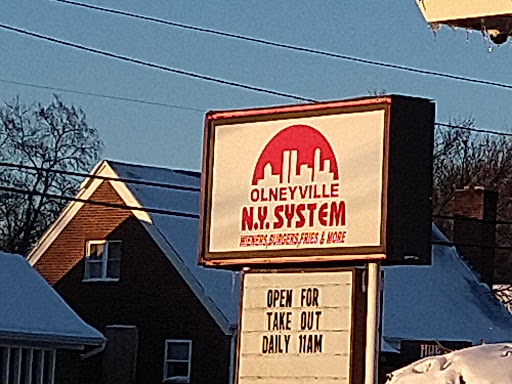 OLNEYVILLE
N.Y. SYSTEM
WIENERS, BURGERS, FRIES & MORE
OPEN FOR
TAKE OUT
DAILY 11AM